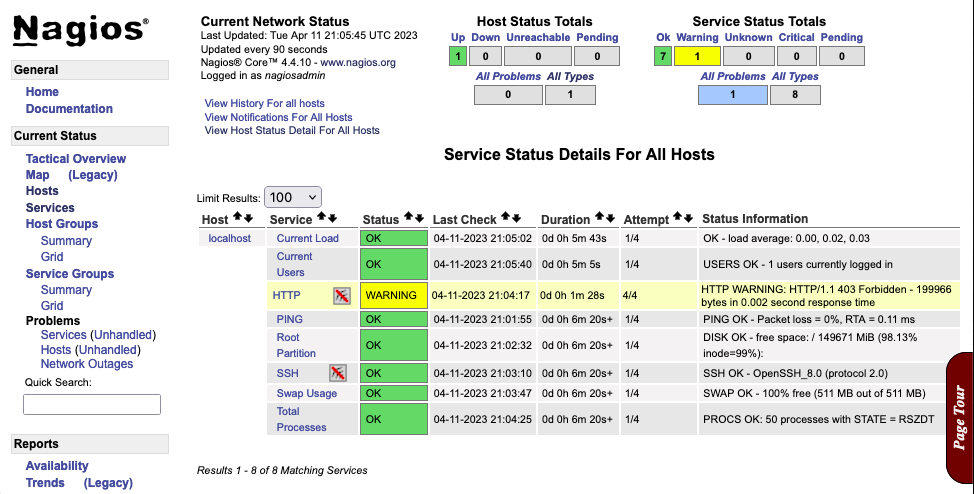 Nagios®
General
Home
Documentation
Current Status
Tactical Overview
Map (Legacy)
Hosts
Services
Host Groups
Summary
Grid
Service Groups
Summary
Grid
Problems
Services (Unhandled)
Hosts (Unhandled)
Network Outages
Quick Search:
Reports
Availability
Trends (Legacy)
Current Network Status
Last Updated: Tue Apr 11 21:05:45 UTC 2023
Updated every 90 seconds
Nagios® Core™ 4.4.10 - www.nagios.org
Logged in as nagiosadmin
View History For all hosts
View Notifications For All Hosts
View Host Status Detail For All Hosts
Host Status Totals
Up Down Unreachable Pending
1 0 0 0
All Problems All Types
0 1
Service Status Totals
Ok Warning Unknown Critical Pending
7 1 0 0 0
All Problems All Types
1 8
Service Status Details For All Hosts
Limit Results: 100
Host Service Status Last Check Duration Attempt Status Information
localhost Current Load OK 04-11-2023 21:05:02 0d 0h 5m 43s 1/4 OK - load average: 0.00, 0.02, 0.03
Current
Users OK 04-11-2023 21:05:40 0d 0h 5m 5s 1/4 USERS OK - 1 users currently logged in
HTTP WARNING 04-11-2023 21:04:17 0d 0h 1m 28s 4/4 HTTP WARNING: HTTP/1.1 403 Forbidden - 199966
bytes in 0.002 second response time
PING OK 04-11-2023 21:01:55 0d 0h 6m 20s+ 1/4 PING OK - Packet loss = 0%, RTA = 0.11 ms
Root
Partition OK 04-11-2023 21:02:32 0d 0h 6m 20s+ 1/4 DISK OK - free space: / 149671 MiB (98.13%
inode=99%):
SSH OK 04-11-2023 21:03:10 0d 0h 6m 20s+ 1/4 SSH OK - OpenSSH_8.0 (protocol 2.0)
Swap Usage OK 04-11-2023 21:03:47 0d 0h 6m 20s+ 1/4 SWAP OK - 100% free (511 MB out of 511 MB)
Total
Processes OK 04-11-2023 21:04:25 0d 0h 6m 20s+ 1/4 PROCS OK: 50 processes with STATE = RSZDT
Results 1 - 8 of 8 Matching Services
Page Tour